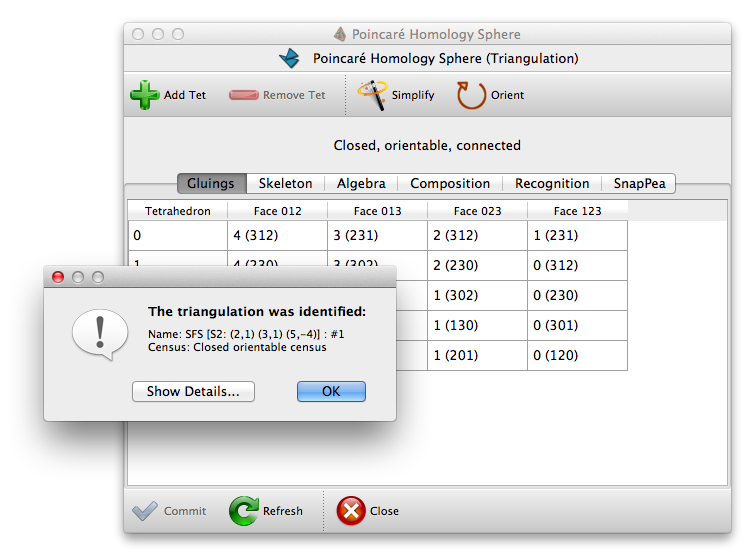 Poincaré Homology Sphere
Poincaré Homology Sphere (Triangulation)
Add Tet Remove Tet Simplify Orient
Closed, orientable, connected
Gluings Skeleton Algebra Composition Recognition SnapPea
Tetrahedron Face 012 Face 013 Face 023 Face 123
0 4 (312) 3 (231) 2 (312) 1 (231)
1 4 (230) 3 (302) 2 (230) 0 (312)
1 (302) 0 (230)
1 (130) 0 (301)
1 (201) 0 (120)
The triangulation was identified:
Name: SFS [S2: (2,1) (3,1) (5,-4)] : #1
Census: Closed orientable census
Show Details... OK
Commit Refresh Close